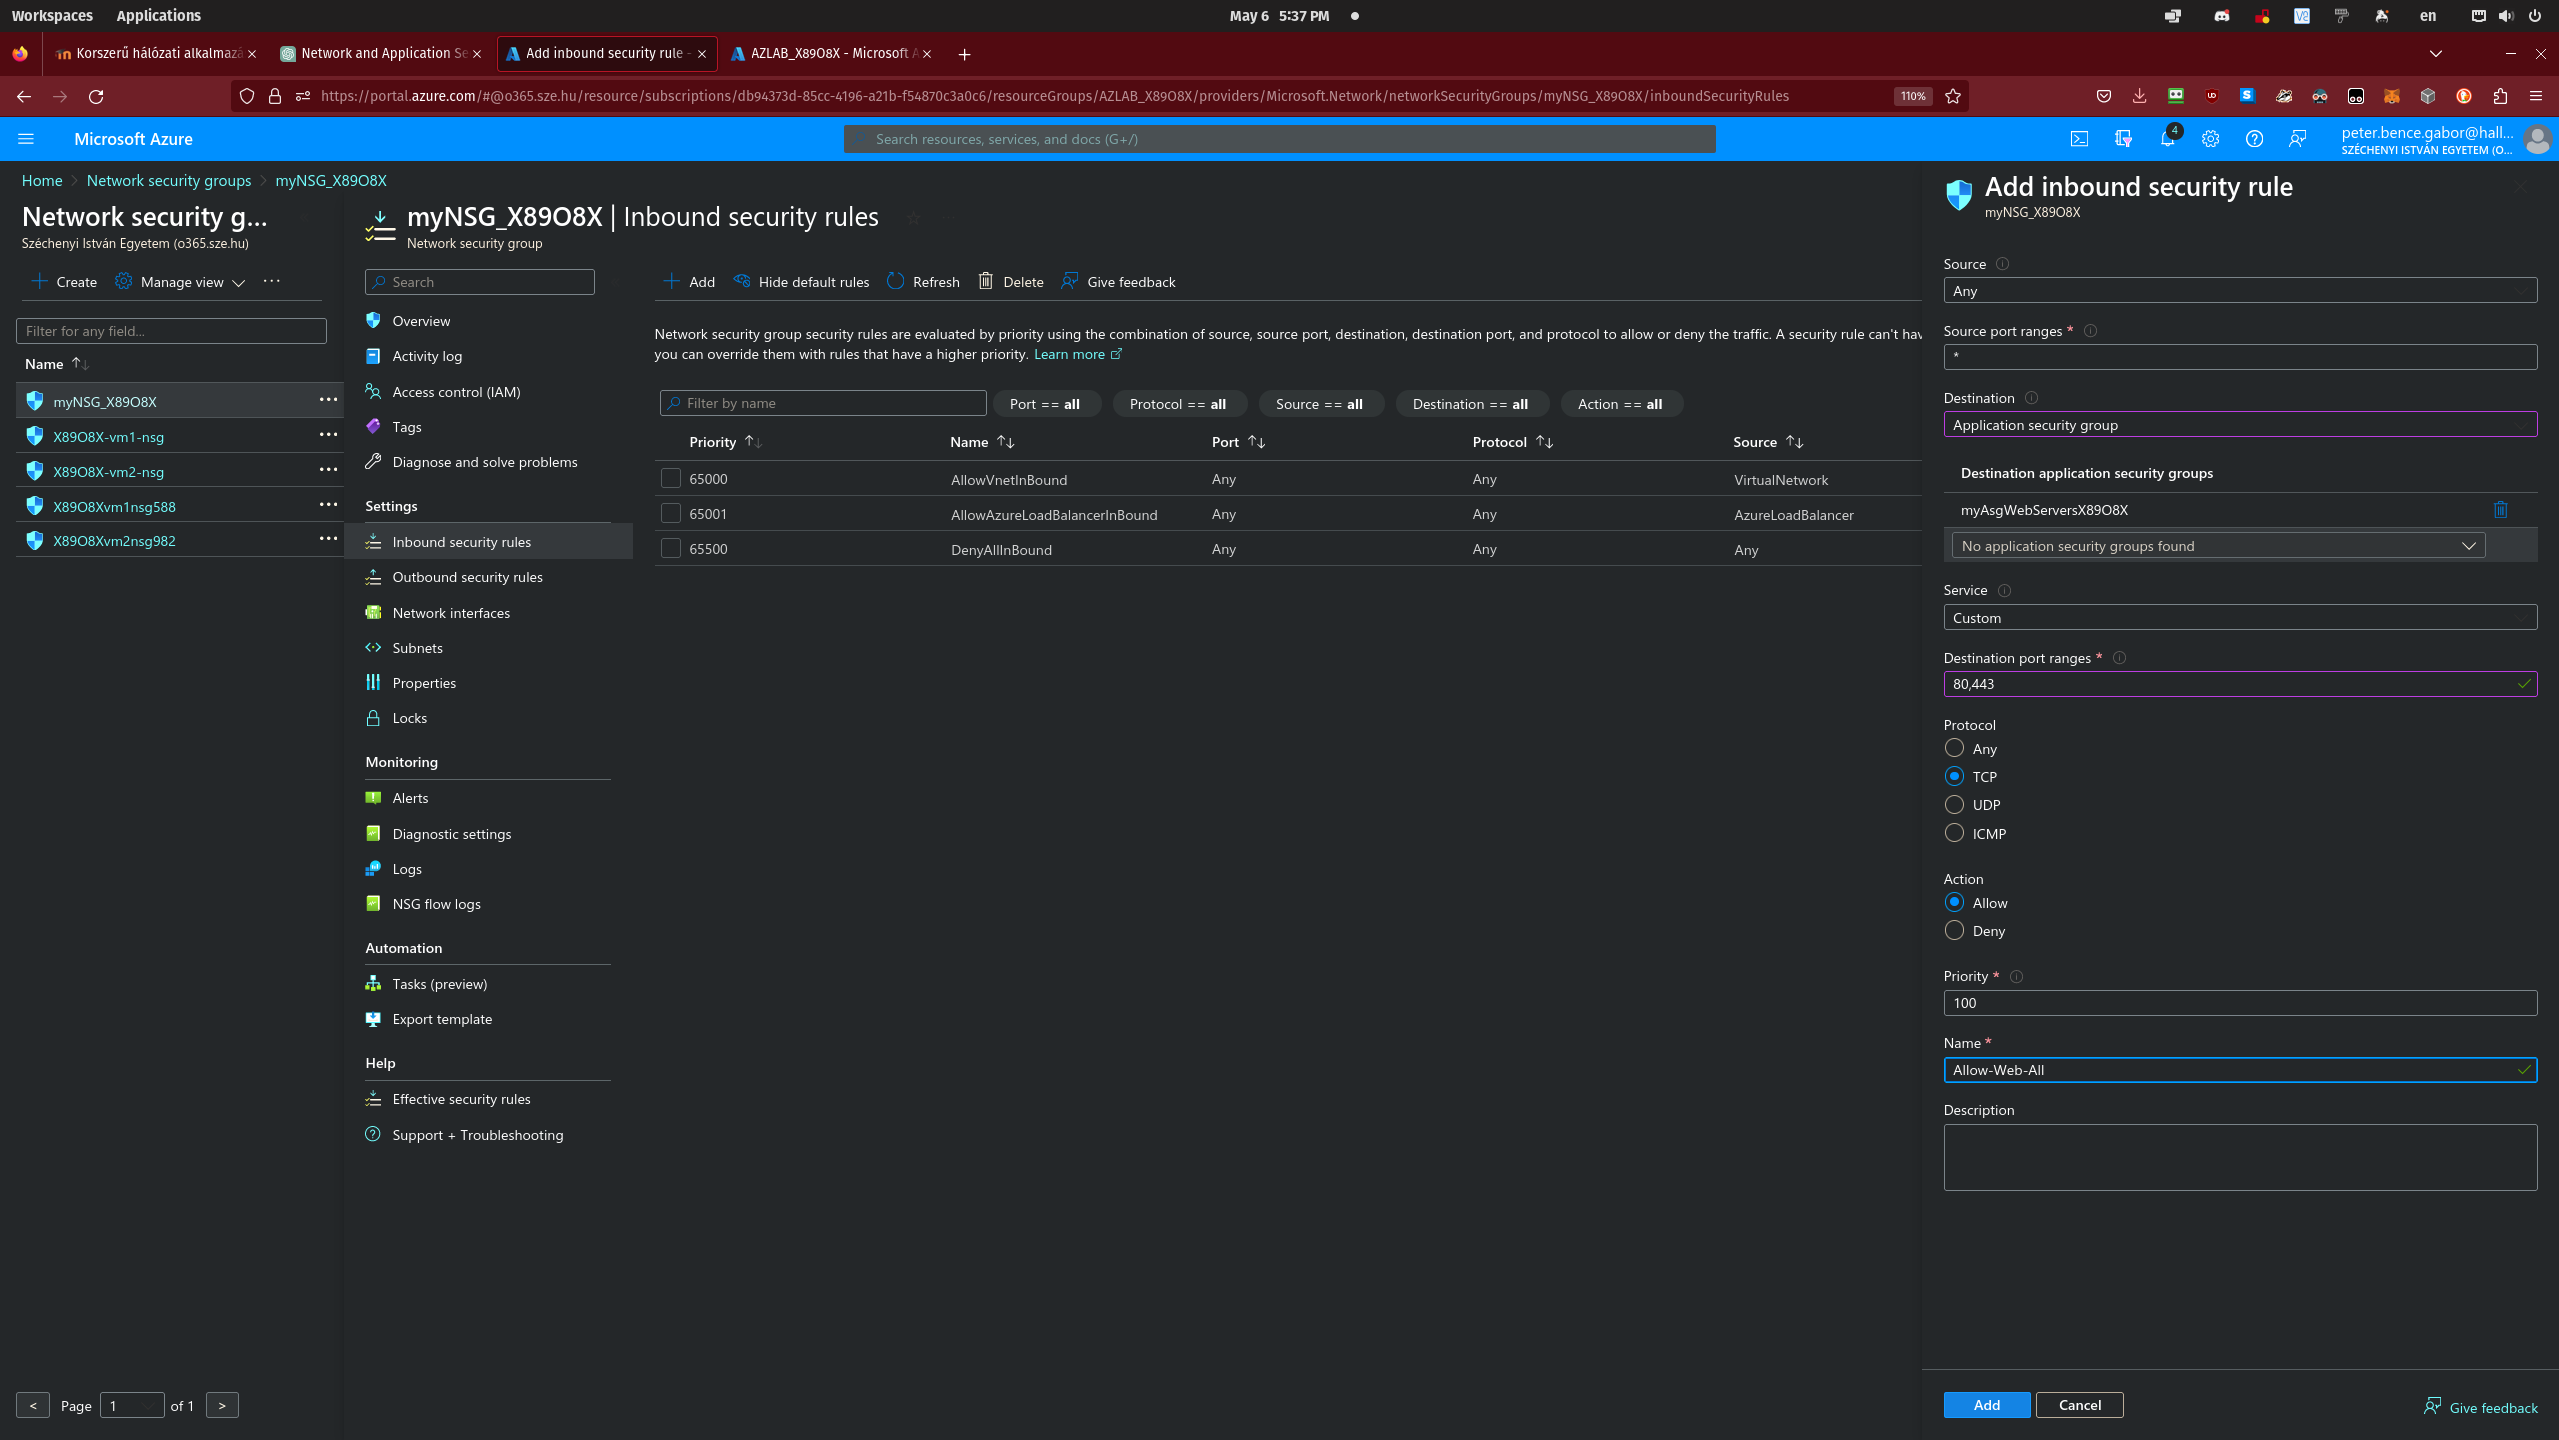 Workspaces Applications May 6 5:37 PM en
Korszerű hálózati alkalmazá Network and Application Se Add inbound security rule - AZLAB_X89O8X - Microsoft A
https://portal.azure.com/#@o365.sze.hu/resource/subscriptions/db94373d-85cc-4196-a21b-f54870c3a0c6/resourceGroups/AZLAB_X89O8X/providers/Microsoft.Network/networkSecurityGroups/myNSG_X89O8X/inboundSecurityRules 110%
Microsoft Azure
Search resources, services, and docs (G+/)
4
peter.bence.gabor@hall...
SZÉCHENYI ISTVÁN EGYETEM (O...
Home > Network security groups > myNSG_X89O8X
Network security g...
Széchenyi István Egyetem (o365.sze.hu)
Create Manage view ...
Filter for any field...
Name
myNSG_X89O8X
X89O8X-vm1-nsg
X89O8X-vm2-nsg
X89O8Xvm1nsg588
X89O8Xvm2nsg982
< Page 1 of 1 >
myNSG_X89O8X | Inbound security rules
Network security group
Search
Overview
Activity log
Access control (IAM)
Tags
Diagnose and solve problems
Settings
Inbound security rules
Outbound security rules
Network interfaces
Subnets
Properties
Locks
Monitoring
Alerts
Diagnostic settings
Logs
NSG flow logs
Automation
Tasks (preview)
Export template
Help
Effective security rules
Support + Troubleshooting
Add Hide default rules Refresh Delete Give feedback
Network security group security rules are evaluated by priority using the combination of source, source port, destination, destination port, and protocol to allow or deny the traffic. A security rule can't hav
you can override them with rules that have a higher priority. Learn more
Filter by name Port == all Protocol == all Source == all Destination == all Action == all
Priority Name Port Protocol Source
65000 AllowVnetInBound Any Any VirtualNetwork
65001 AllowAzureLoadBalancerInBound Any Any AzureLoadBalancer
65500 DenyAllInBound Any Any Any
Add inbound security rule
myNSG_X89O8X
Source
Any
Source port ranges *
*
Destination
Application security group
Destination application security groups
myAsgWebServersX89O8X
No application security groups found
Service
Custom
Destination port ranges *
80,443
Protocol
Any
TCP
UDP
ICMP
Action
Allow
Deny
Priority *
100
Name *
Allow-Web-All
Description
Add Cancel Give feedback